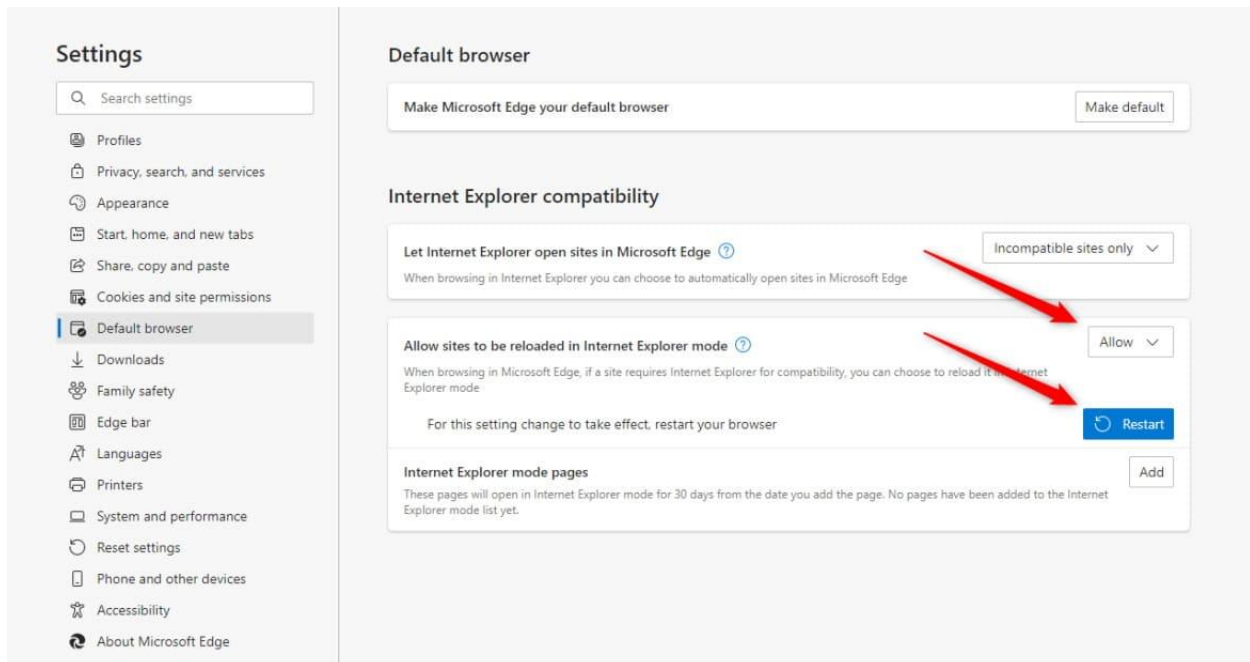 Settings
Search settings
Profiles
Privacy, search, and services
Appearance
Start, home, and new tabs
Share, copy and paste
Cookies and site permissions
Default browser
Downloads
Family safety
Edge bar
Languages
Printers
System and performance
Reset settings
Phone and other devices
Accessibility
About Microsoft Edge
Default browser
Make Microsoft Edge your default browser
Make default
Internet Explorer compatibility
Let Internet Explorer open sites in Microsoft Edge
Incompatible sites only
When browsing in Internet Explorer you can choose to automatically open sites in Microsoft Edge
Allow sites to be reloaded in Internet Explorer mode
Allow
When browsing in Microsoft Edge, if a site requires Internet Explorer for compatibility, you can choose to reload it in Internet
Explorer mode
For this setting change to take effect, restart your browser
Restart
Internet Explorer mode pages
Add
These pages will open in Internet Explorer mode for 30 days from the date you add the page. No pages have been added to the Internet
Explorer mode list yet.